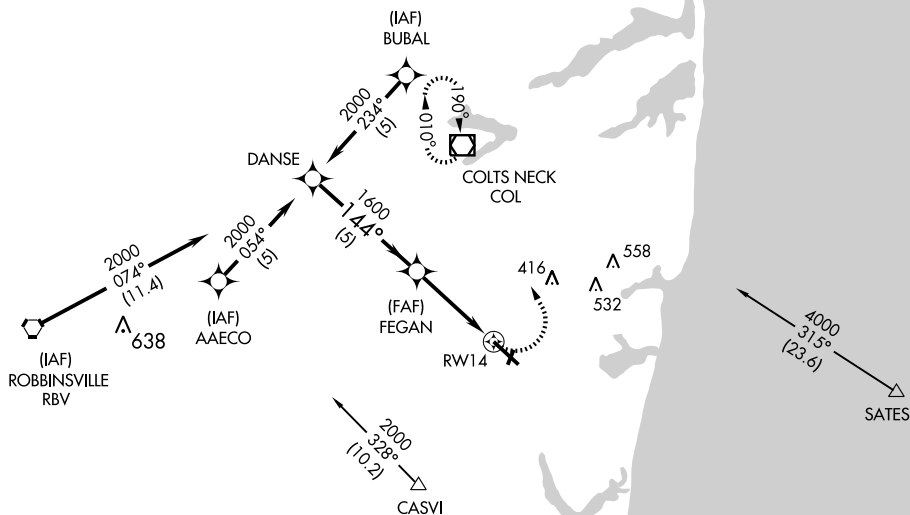 (IAF)
BUBAL
2000
234°
(5)
010°
190°
DANSE
COLTS NECK
COL
1600
144°
(5)
2000
054°
(5)
2000
074°
(11.4)
638
(IAF)
ROBBINSVILLE
RBV
(IAF)
AAECO
(FAF)
FEGAN
RW14
416
558
532
4000
315°
(23.6)
SATES
2000
328°
(10.2)
CASVI